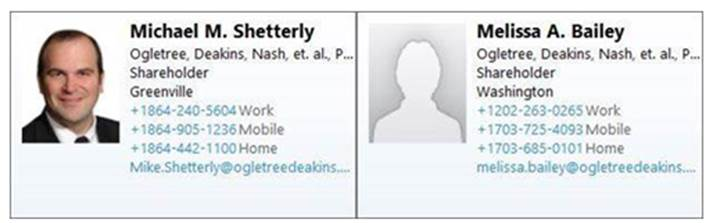 Michael M. Shetterly
Ogletree, Deakins, Nash, et. al., P...
Shareholder
Greenville
+1864-240-5604 Work
+1864-905-1236 Mobile
+1864-442-1100 Home
Mike.Shetterly@ogletreedeakins....
Melissa A. Bailey
Ogletree, Deakins, Nash, et. al., P...
Shareholder
Washington
+1202-263-0265 Work
+1703-725-4093 Mobile
+1703-685-0101 Home
melissa.bailey@ogletreedeakins....